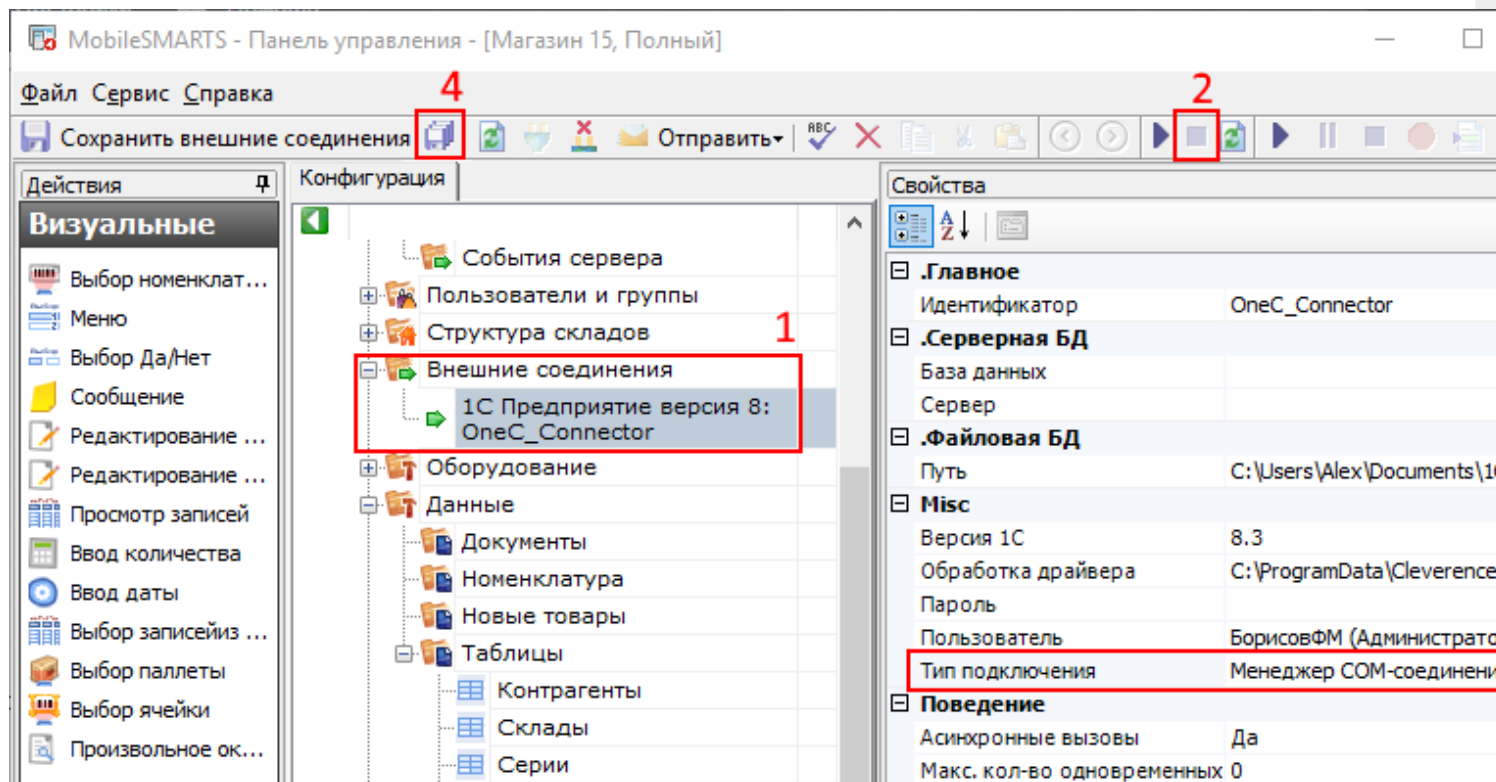 MobileSMARTS - Панель управления - [Магазин 15, Полный]
Файл Сервис Справка
4
2
Сохранить внешние соединения
Отправить
ABC
Действия
Визуальные
Выбор номенклат...
Меню
Выбор Да/Нет
Сообщение
Редактирование ...
Редактирование ...
Просмотр записей
Ввод количества
Ввод даты
Выбор записейиз ...
Выбор паллеты
Выбор ячейки
Произвольное ок...
Конфигурация
События сервера
Пользователи и группы
Структура складов
1
Внешние соединения
1С Предприятие версия 8:
OneC_Connector
Оборудование
Данные
Документы
Номенклатура
Новые товары
Таблицы
Контрагенты
Склады
Серии
Свойства
A
Z
.Главное
Идентификатор OneC_Connector
.Серверная БД
База данных
Сервер
.Файловая БД
Путь C:\Users\Alex\Documents\1
Misc
Версия 1С 8.3
Обработка драйвера C:\ProgramData\Cleverence
Пароль
Пользователь БорисовФМ (Администрато
Тип подключения Менеджер COM-соединени
Поведение
Асинхронные вызовы Да
Макс. кол-во одновременных 0